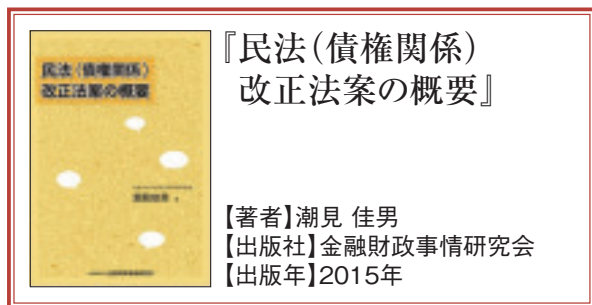 民法(債権関係)
改正法案の概要
『民法(債権関係)
改正法案の概要』
【著者】潮見 佳男
【出版社】金融財政事情研究会
【出版年】2015年